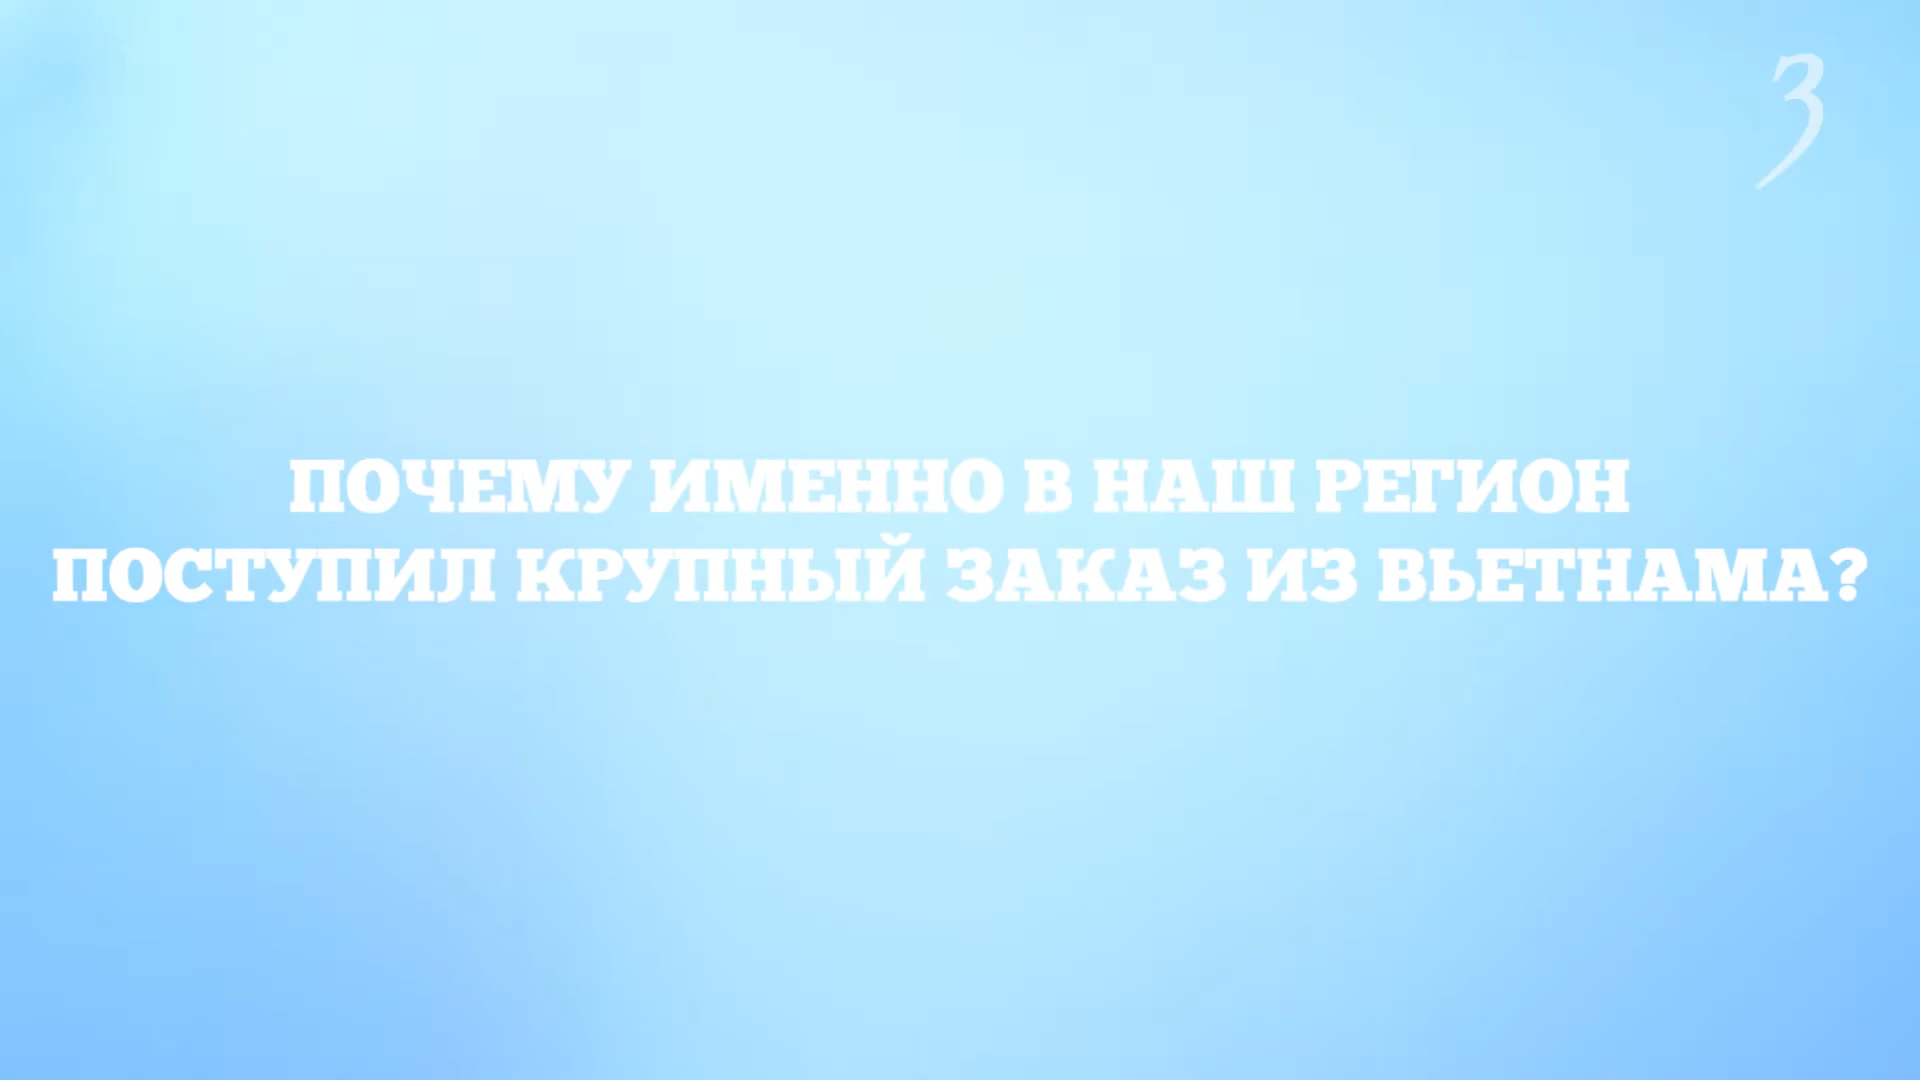 З
ПОЧЕМУ ИМЕННО В НАШ РЕГИОН
ПОСТУПИЛ КРУПНЫЙ ЗАКАЗ ИЗ ВЬЕТНАМА?